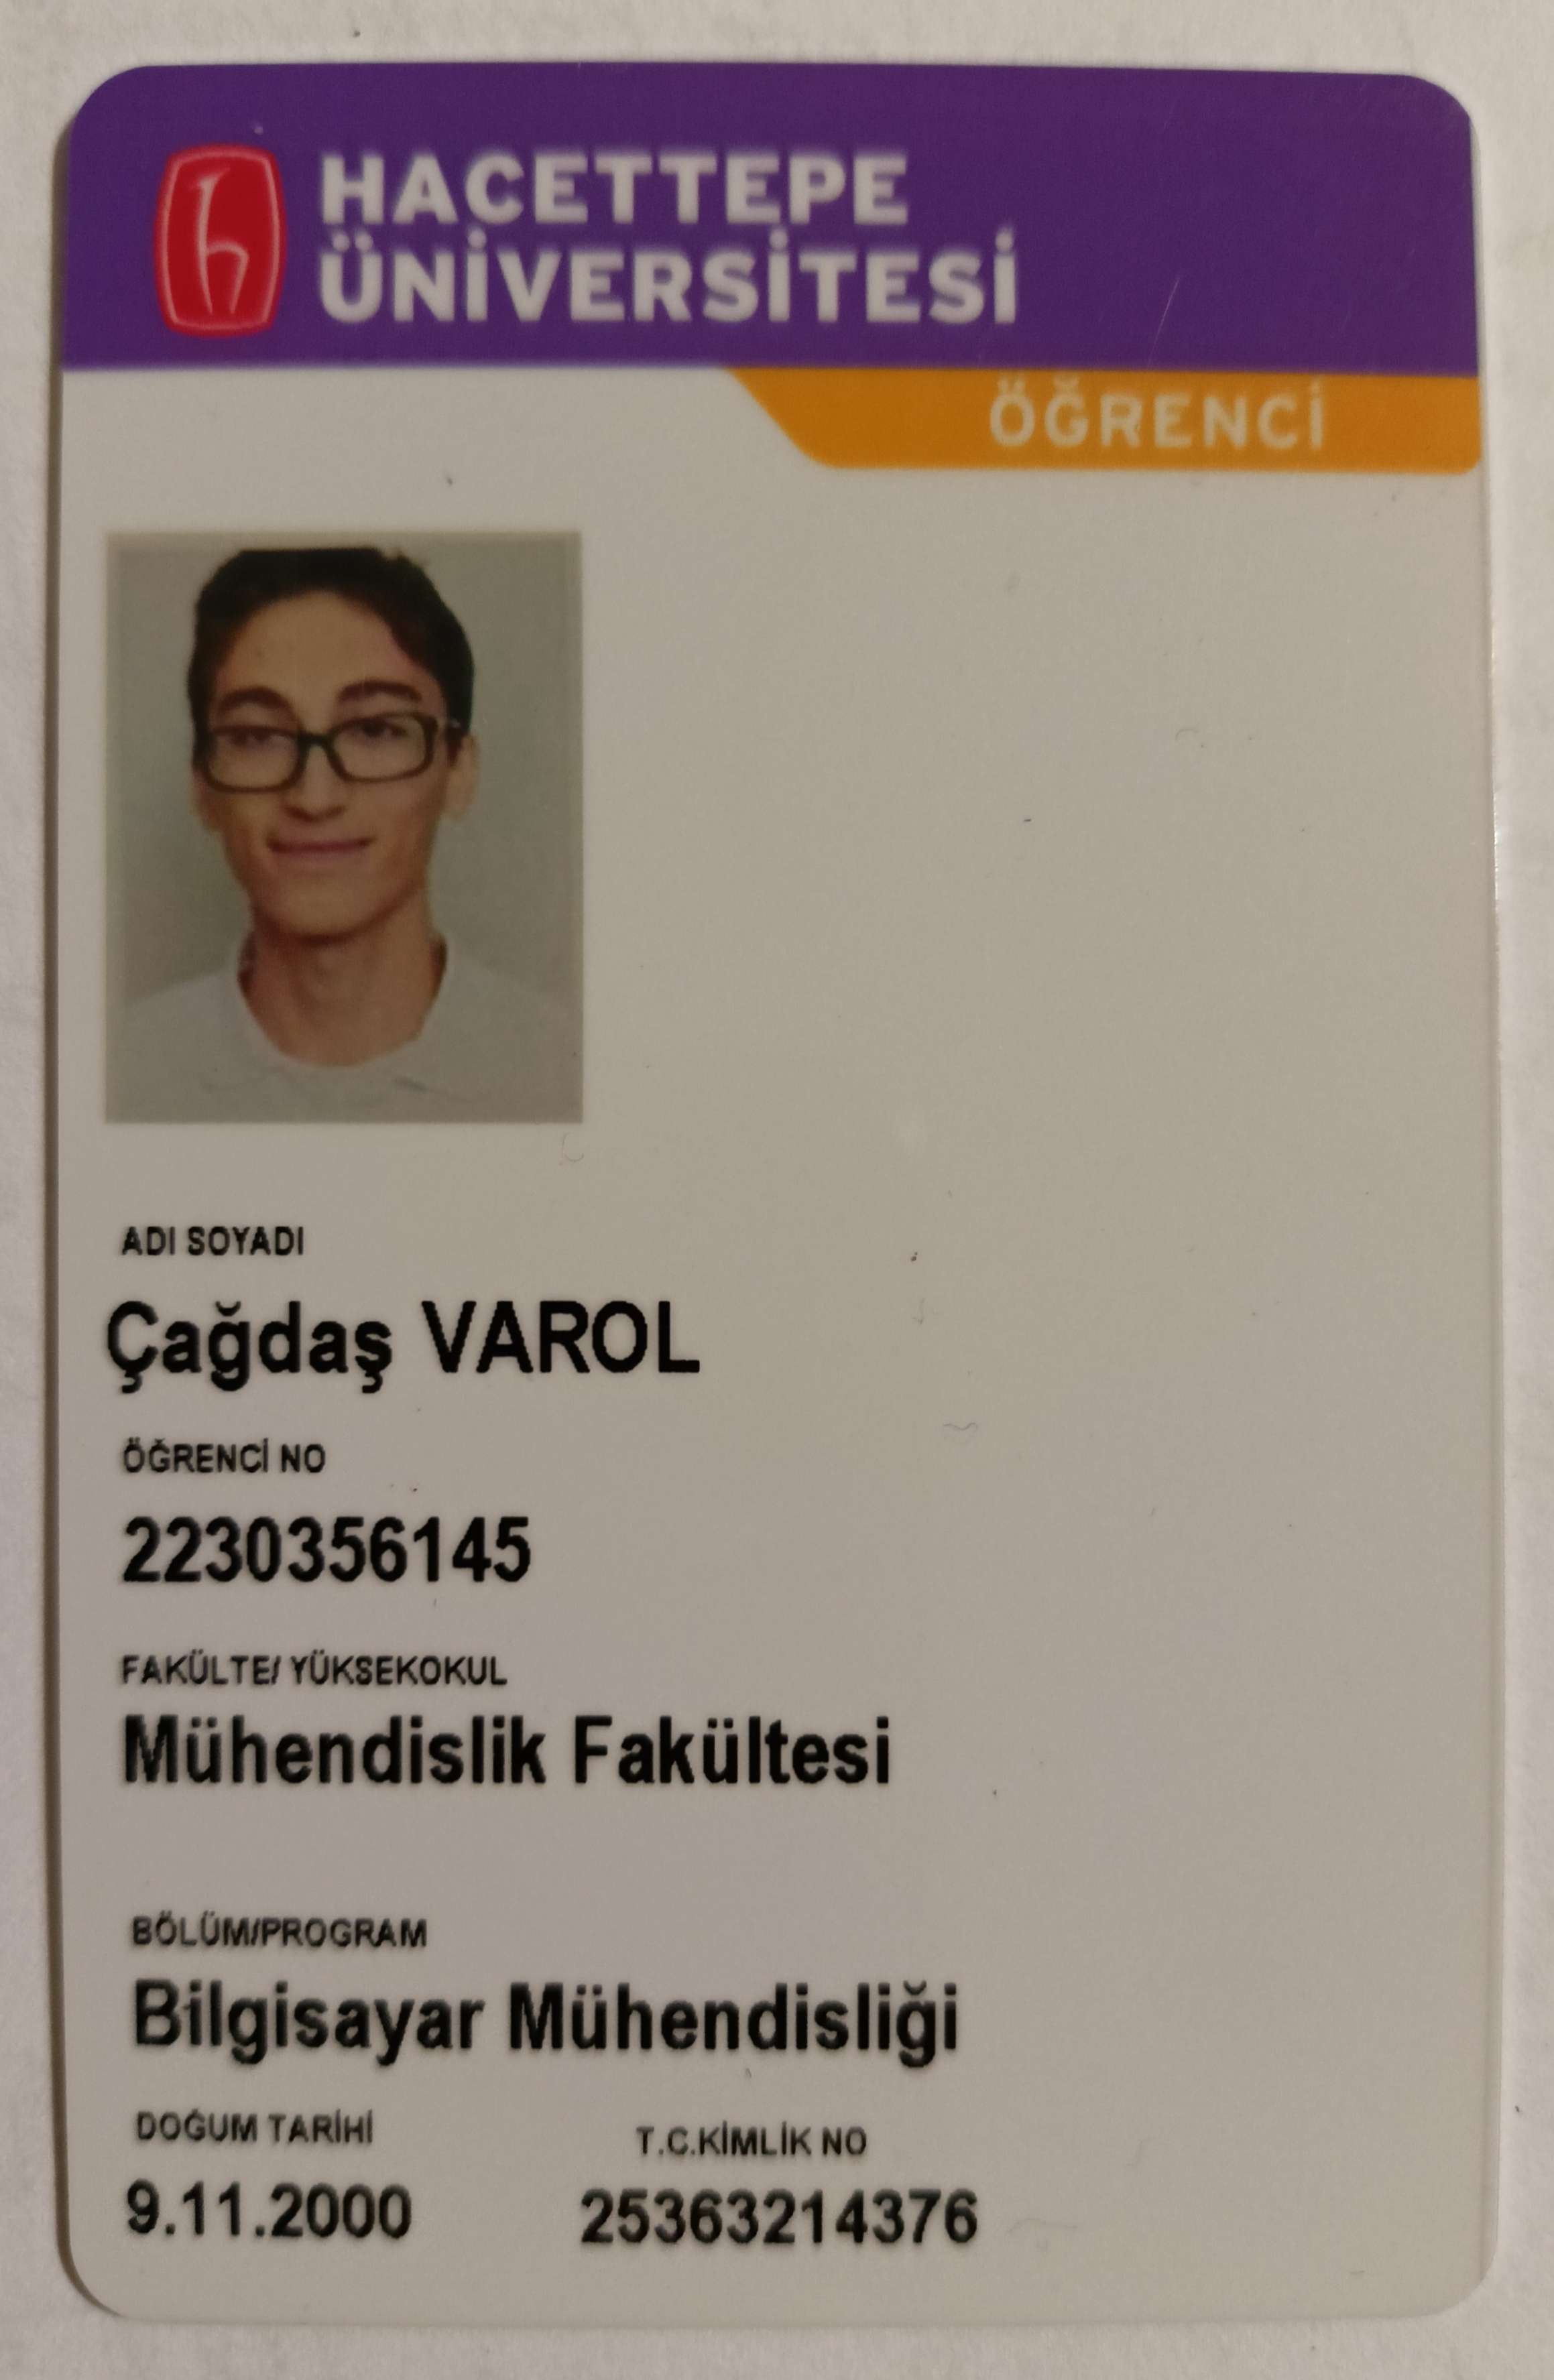 HACETTEPE
ÜNİVERSİTESİ
ÖĞRENCİ
ADI SOYADI
Çağdaş VAROL
ÖĞRENCİ NO
2230356145
FAKÜLTE/ YÜKSEKOKUL
Mühendislik Fakültesi
BÖLÜM/PROGRAM
Bilgisayar Mühendisliği
DOĞUM TARİHİ
T.C.KİMLİK NO
9.11.2000
25363214376